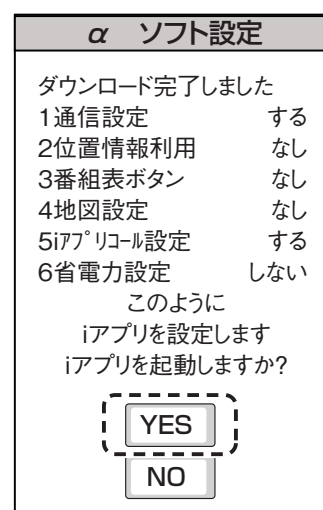 α ソフト設定
ダウンロード完了しました
1通信設定 する
2位置情報利用 なし
3番組表ボタン なし
4地図設定 なし
5iｱﾌﾟﾘｺｰﾙ設定 する
6省電力設定 しない
このように
iアプリを設定します
iアプリを起動しますか?
YES
NO